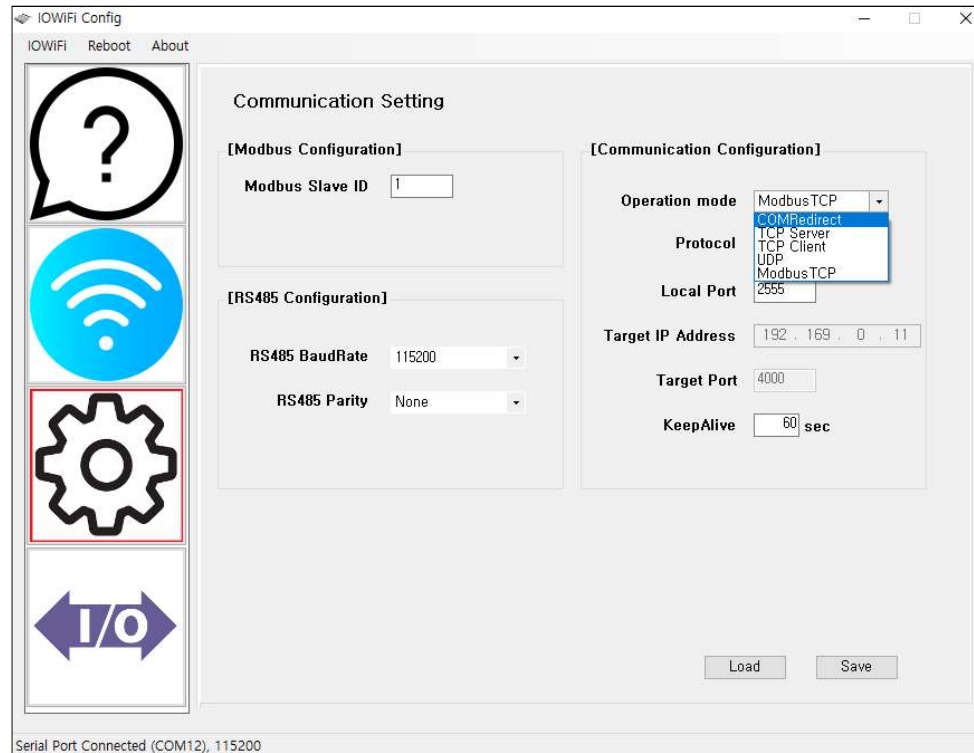 IOWiFi Config
IOWiFi Reboot About
?
Communication Setting
[Modbus Configuration]
Modbus Slave ID 1
[RS485 Configuration]
RS485 BaudRate 115200
RS485 Parity None
[Communication Configuration]
Operation mode ModbusTCP
COMRedirect
TCP Server
TCP Client
UDP
ModbusTCP
Protocol
Local Port 2555
Target IP Address 192 . 169 . 0 . 11
Target Port 4000
KeepAlive 60 sec
I/O
Load Save
Serial Port Connected (COM12), 115200